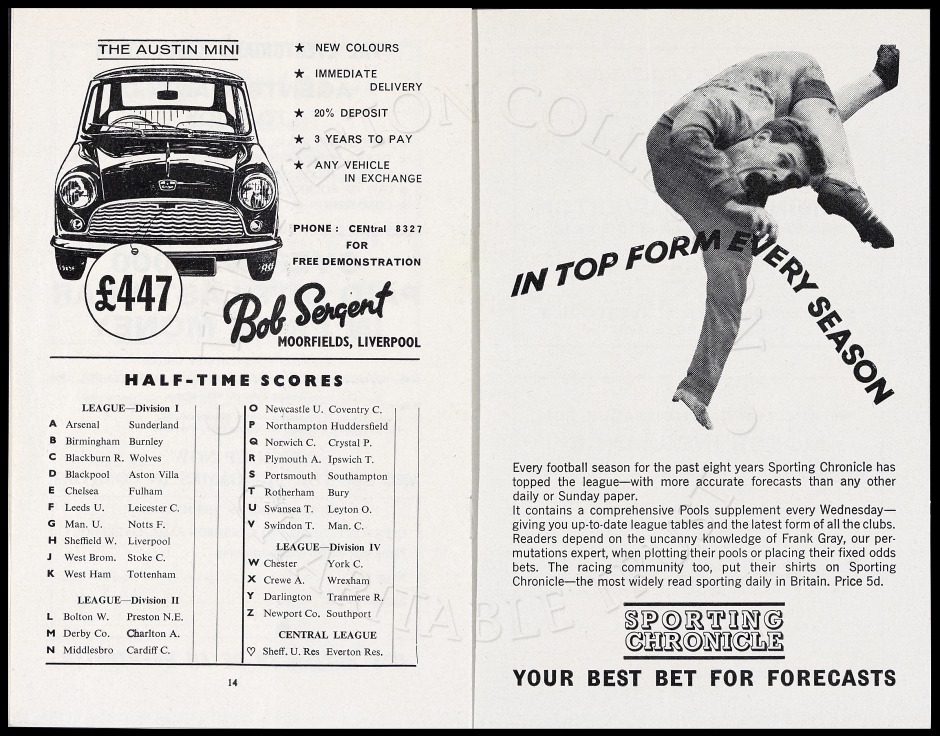 THE AUSTIN MINI
★ NEW COLOURS
★ IMMEDIATE
DELIVERY
★ 20% DEPOSIT
★ 3 YEARS TO PAY
★ ANY VEHICLE
IN EXCHANGE
PHONE : CENtral 8327
FOR
FREE DEMONSTRATION
£447
Bob Sergent
MOORFIELDS, LIVERPOOL
HALF-TIME SCORES
LEAGUE—Division I
A Arsenal Sunderland
B Birmingham Burnley
C Blackburn R. Wolves
D Blackpool Aston Villa
E Chelsea Fulham
F Leeds U. Leicester C.
G Man. U. Notts F.
H Sheffield W. Liverpool
J West Brom. Stoke C.
K West Ham Tottenham
LEAGUE—Division II
L Bolton W. Preston N.E.
M Derby Co. Charlton A.
N Middlesbro Cardiff C.
O Newcastle U. Coventry C.
P Northampton Huddersfield
Q Norwich C. Crystal P.
R Plymouth A. Ipswich T.
S Portsmouth Southampton
T Rotherham Bury
U Swansea T. Leyton O.
V Swindon T. Man. C.
LEAGUE—Division IV
W Chester York C.
X Crewe A. Wrexham
Y Darlington Tranmere R.
Z Newport Co. Southport
CENTRAL LEAGUE
♡ Sheff. U. Res Everton Res.
14
IN TOP FORM EVERY SEASON
Every football season for the past eight years Sporting Chronicle has
topped the league—with more accurate forecasts than any other
daily or Sunday paper.
It contains a comprehensive Pools supplement every Wednesday—
giving you up-to-date league tables and the latest form of all the clubs.
Readers depend on the uncanny knowledge of Frank Gray, our per-
mutations expert, when plotting their pools or placing their fixed odds
bets. The racing community too, put their shirts on Sporting
Chronicle—the most widely read sporting daily in Britain. Price 5d.
SPORTING
CHRONICLE
YOUR BEST BET FOR FORECASTS